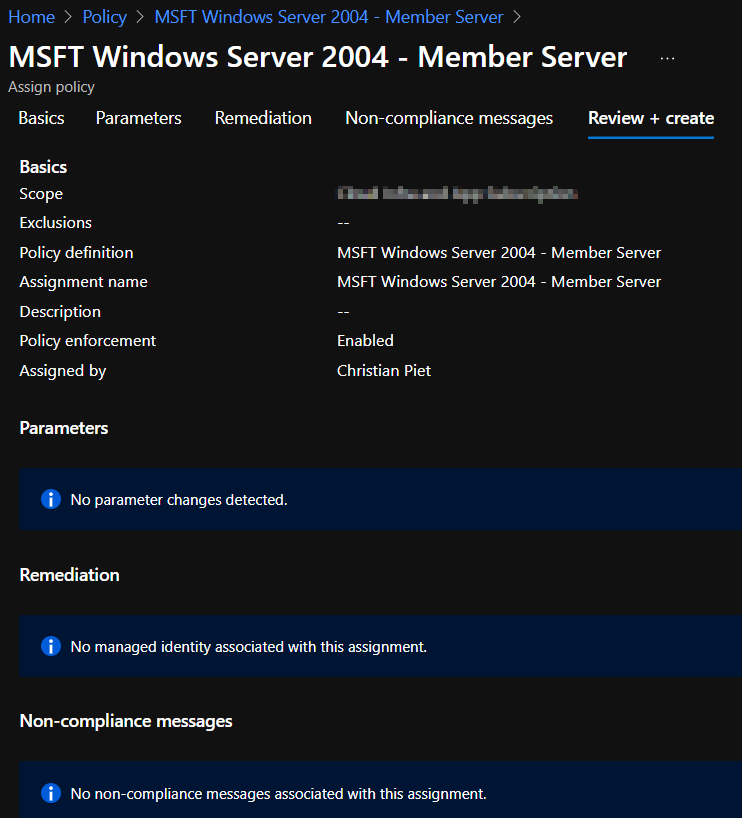 Home > Policy > MSFT Windows Server 2004 - Member Server >
MSFT Windows Server 2004 - Member Server ...
Assign policy
Basics Parameters Remediation Non-compliance messages Review + create
Basics
Scope
Exclusions --
Policy definition MSFT Windows Server 2004 - Member Server
Assignment name MSFT Windows Server 2004 - Member Server
Description --
Policy enforcement Enabled
Assigned by Christian Piet
Parameters
No parameter changes detected.
Remediation
No managed identity associated with this assignment.
Non-compliance messages
No non-compliance messages associated with this assignment.